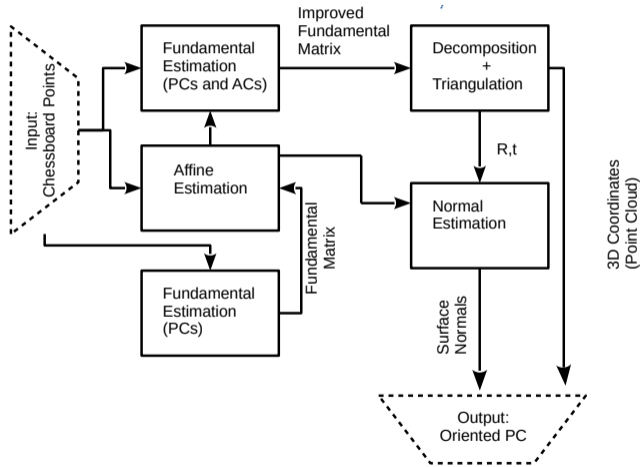 Improved
Fundamental
Matrix
Fundamental
Estimation
(PCs and ACs)
Decomposition
+
Triangulation
Input:
Chessboard Points
Affine
Estimation
R,t
Normal
Estimation
3D Coordinates
(Point Cloud)
Fundamental
Matrix
Fundamental
Estimation
(PCs)
Surface
Normals
Output:
Oriented PC